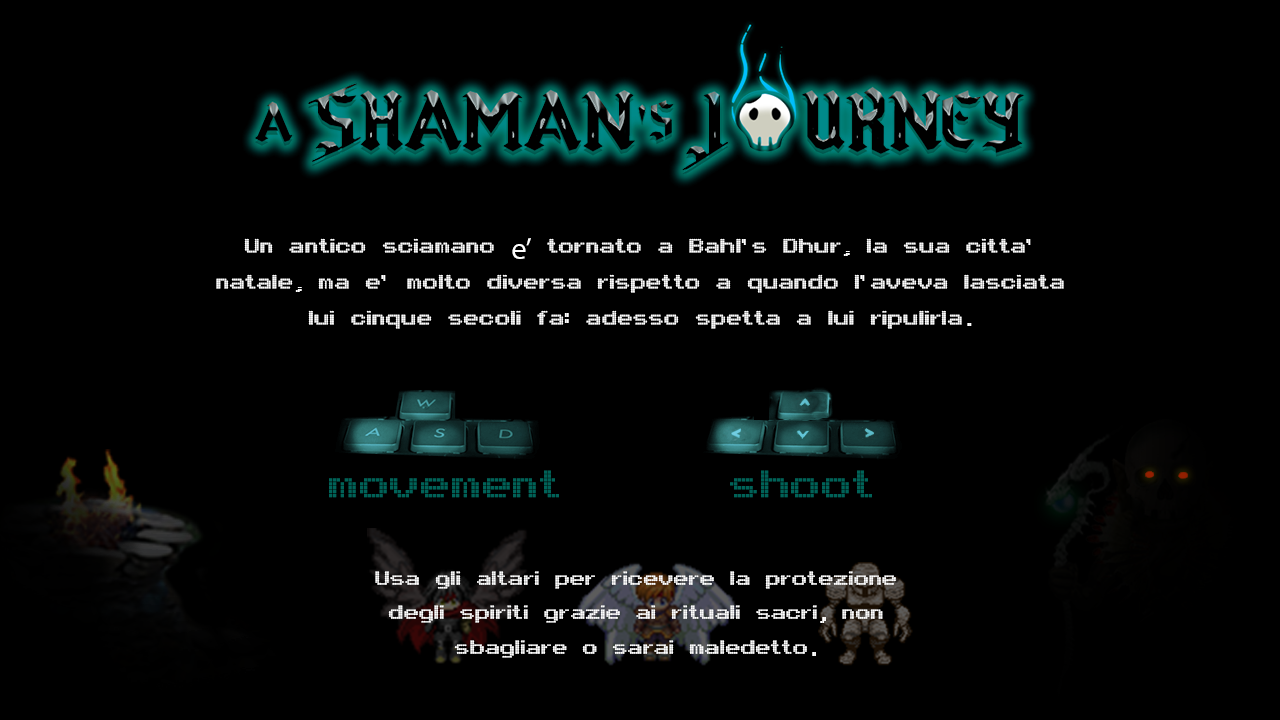 A SHAMAN's JOURNEY
Un antico sciamano e' tornato a Bahl's Dhur, la sua citta'
natale, ma e' molto diversa rispetto a quando l'aveva lasciata
lui cinque secoli fa: adesso spetta a lui ripulirla.
W
A S D
^
< v >
movement
shoot
Usa gli altari per ricevere la protezione
degli spiriti grazie ai rituali sacri, non
sbagliare o sarai maledetto.